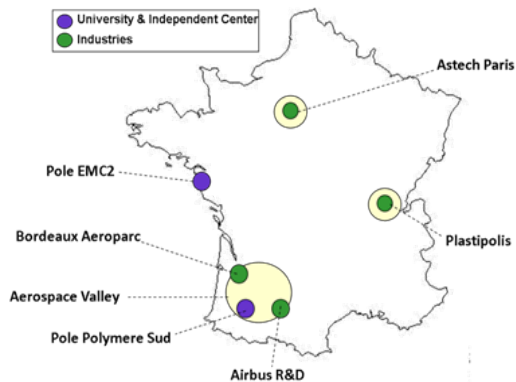 University & Independent Center
Industries
Astech Paris
Pole EMC2
Plastipolis
Bordeaux Aeroparc
Aerospace Valley
Pole Polymere Sud
Airbus R&D